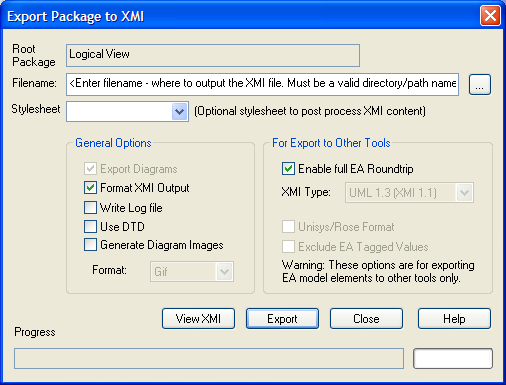 Export Package to XMI
Root Package
Logical View
Filename:
<Enter filename - where to output the XMI file. Must be a valid directory/path name
...
Stylesheet
(Optional stylesheet to post process XMI content)
General Options
Export Diagrams
Format XMI Output
Write Log file
Use DTD
Generate Diagram Images
Format:
Gif
For Export to Other Tools
Enable full EA Roundtrip
XMI Type:
UML 1.3 (XMI 1.1)
Unisys/Rose Format
Exclude EA Tagged Values
Warning: These options are for exporting
EA model elements to other tools only.
View XMI
Export
Close
Help
Progress